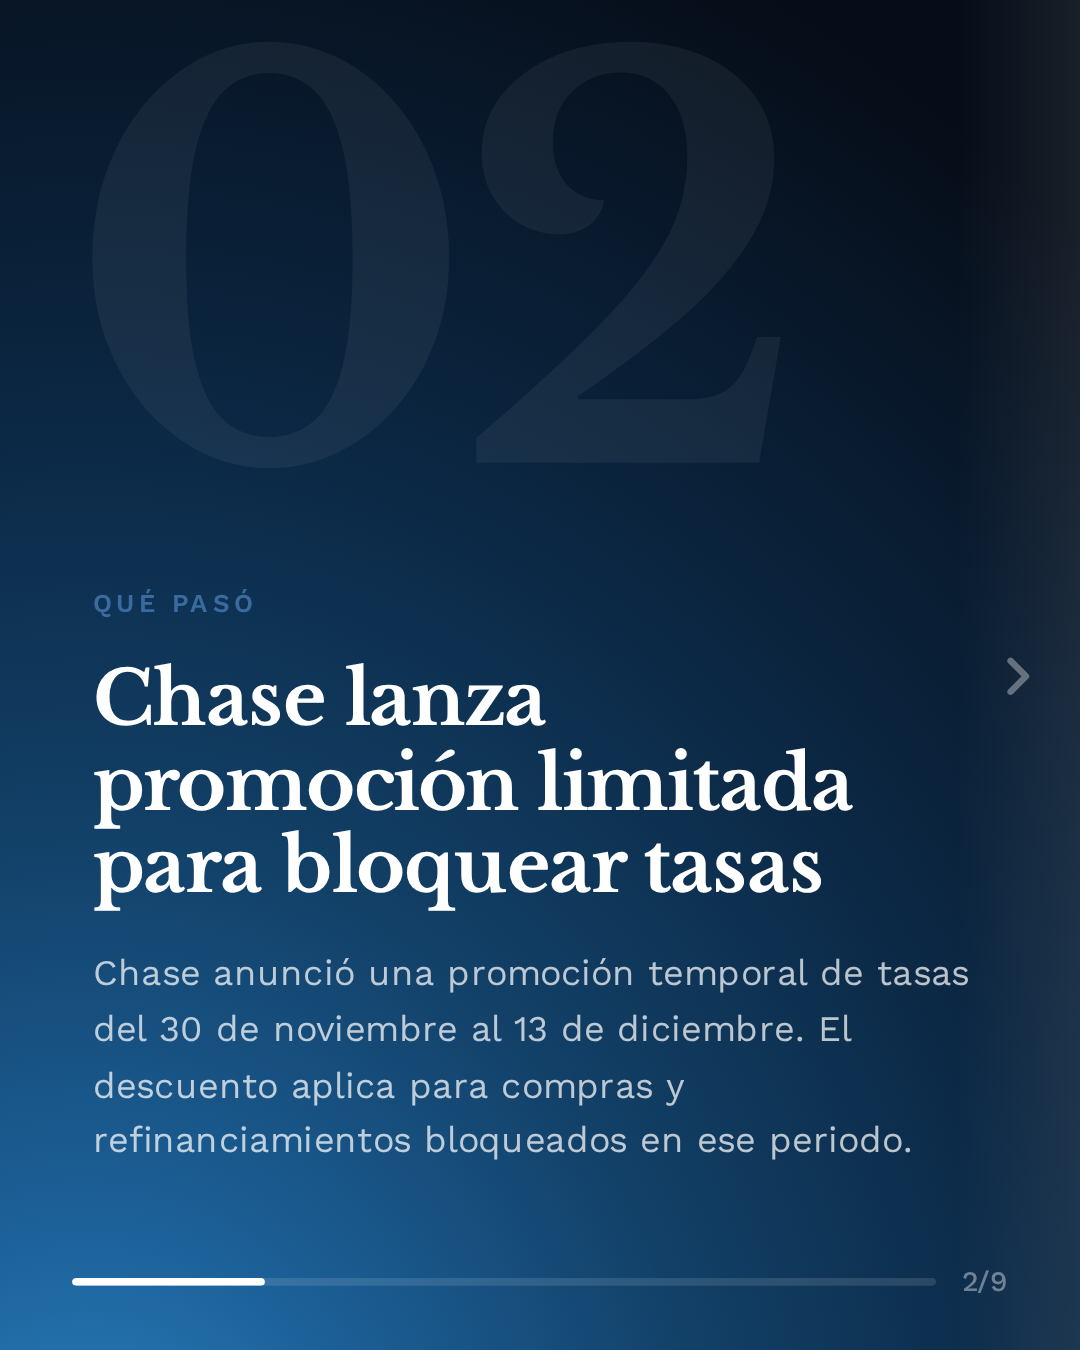 02
QUÉ PASÓ
Chase lanza
promoción limitada
para bloquear tasas
Chase anunció una promoción temporal de tasas
del 30 de noviembre al 13 de diciembre. El
descuento aplica para compras y
refinanciamientos bloqueados en ese periodo.
2/9